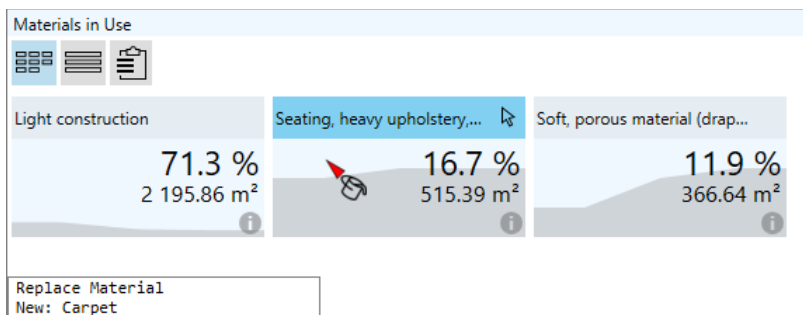 Materials in Use
Light construction
71.3 %
2 195.86 m²
Seating, heavy upholstery,...
16.7 %
515.39 m²
Soft, porous material (drap...
11.9 %
366.64 m²
Replace Material
New: Carpet